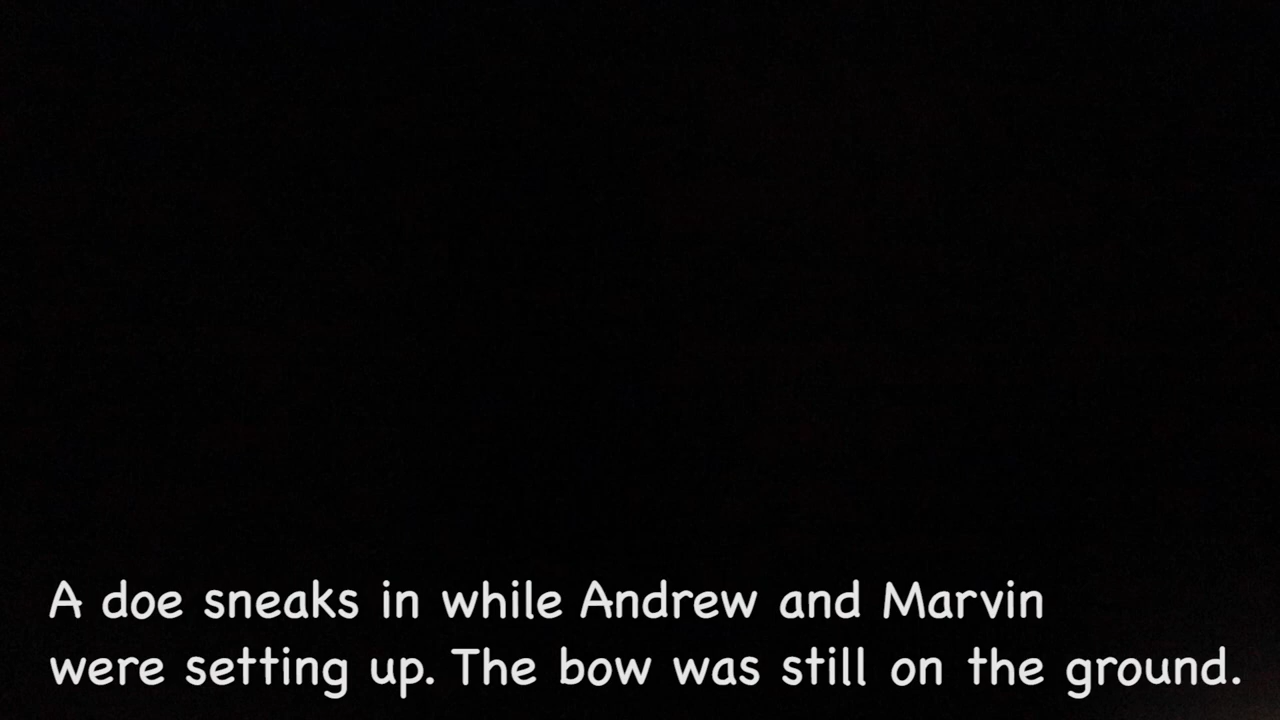 A doe sneaks in while Andrew and Marvin
were setting up. The bow was still on the ground.